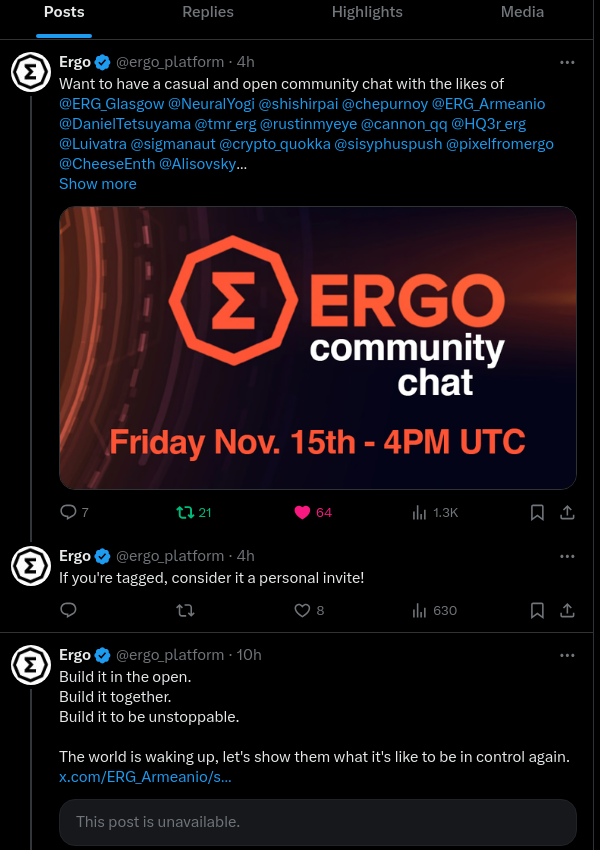 Posts Replies Highlights Media
Ergo @ergo_platform · 4h
Want to have a casual and open community chat with the likes of
@ERG_Glasgow @NeuralYogi @shishirpai @chepurnoy @ERG_Armeanio
@DanielTetsuyama @tmr_erg @rustinmyeye @cannon_qq @HQ3r_erg
@Luivatra @sigmanaut @crypto_quokka @sisyphuspush @pixelfromergo
@CheeseEnth @Alisovsky…
Show more
Σ ERGO
community
chat
Friday Nov. 15th - 4PM UTC
7 21 64 1.3K
Ergo @ergo_platform · 4h
If you're tagged, consider it a personal invite!
8 630
Ergo @ergo_platform · 10h
Build it in the open.
Build it together.
Build it to be unstoppable.
The world is waking up, let's show them what it's like to be in control again.
x.com/ERG_Armeanio/s…
This post is unavailable.